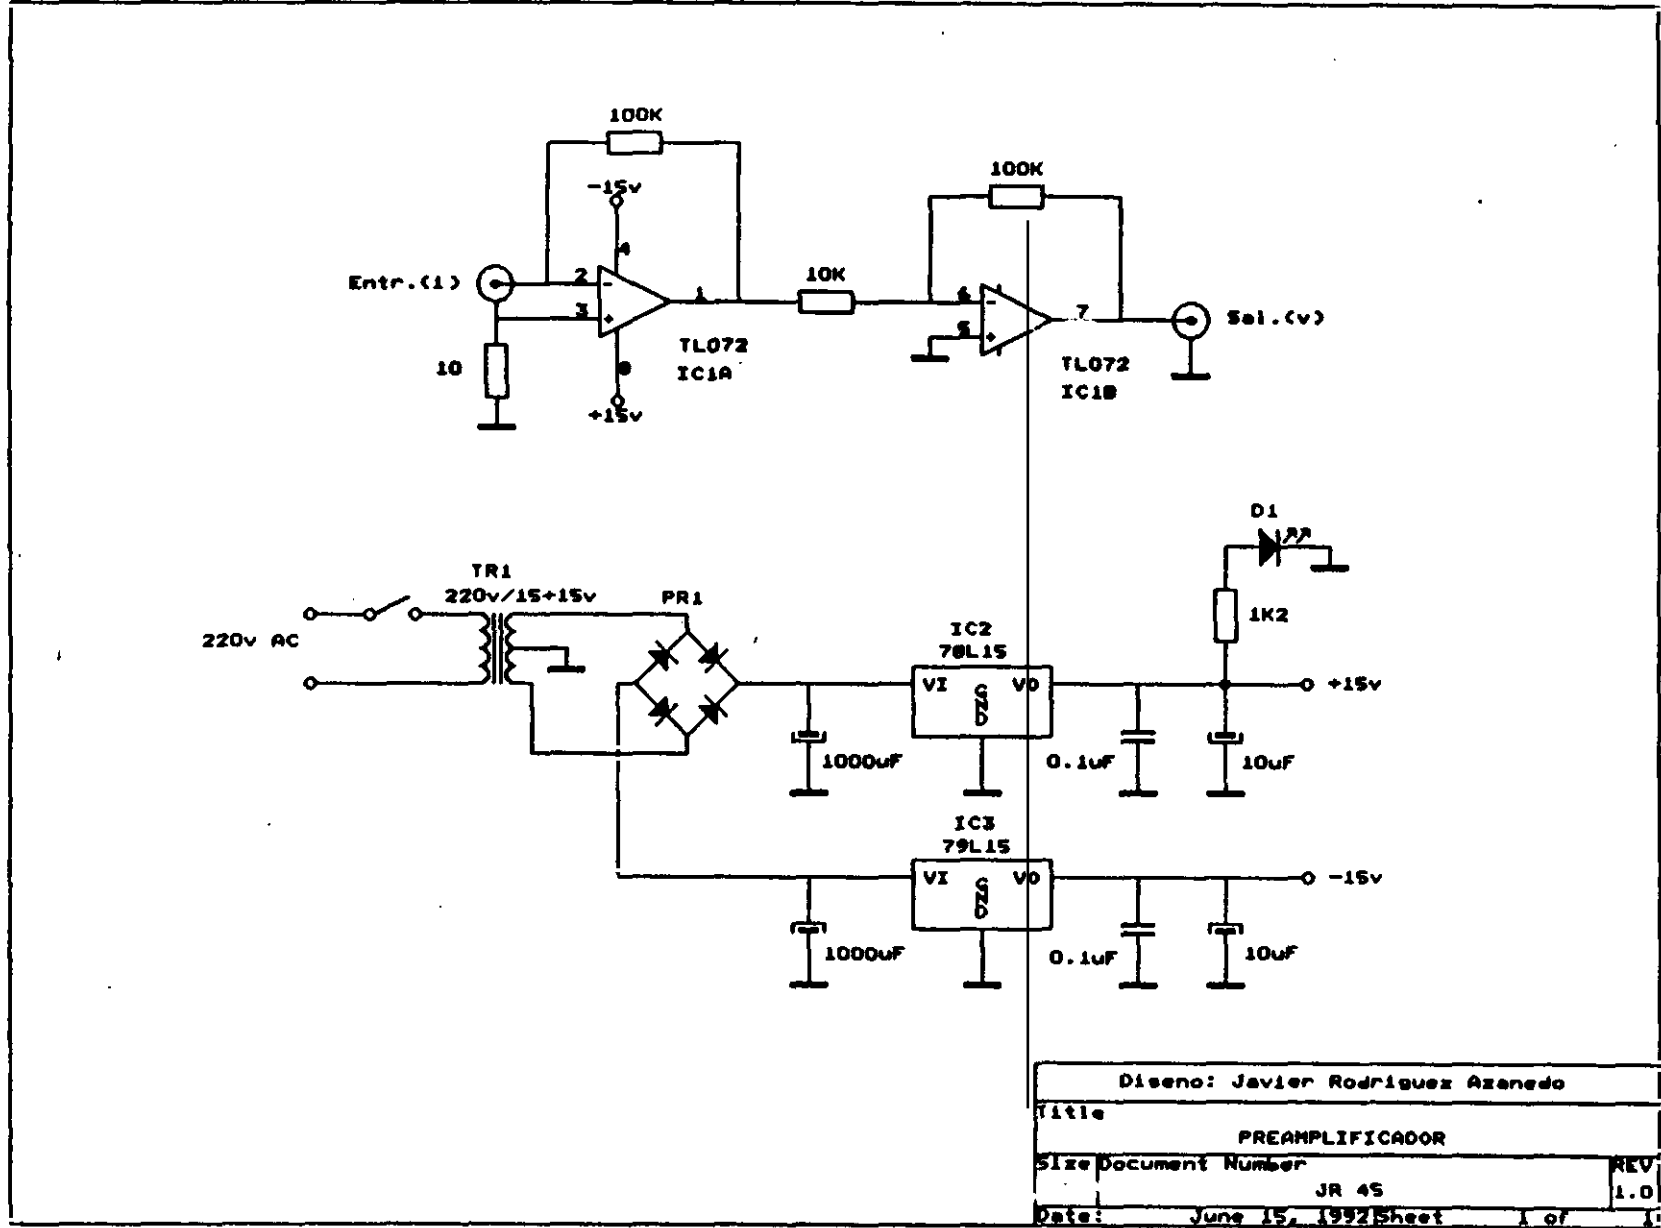 100K
-15v
4
Entr.(i)
2
3
1
10
TL072
IC1A
8
+15v
10K
100K
6
5
7
Sal.(v)
TL072
IC1B
D1
1K2
TR1
220v/15+15v
PR1
220v AC
IC2
78L15
VI
GND
VO
+15v
1000uF
0.1uF
10uF
IC3
79L15
VI
GND
VO
-15v
1000uF
0.1uF
10uF
Diseno: Javier Rodriguez Azanedo
Title
PREAMPLIFICADOR
Size
Document Number
REV
JR 45
1.0
Date:
June 15, 1992
Sheet
1 of
1